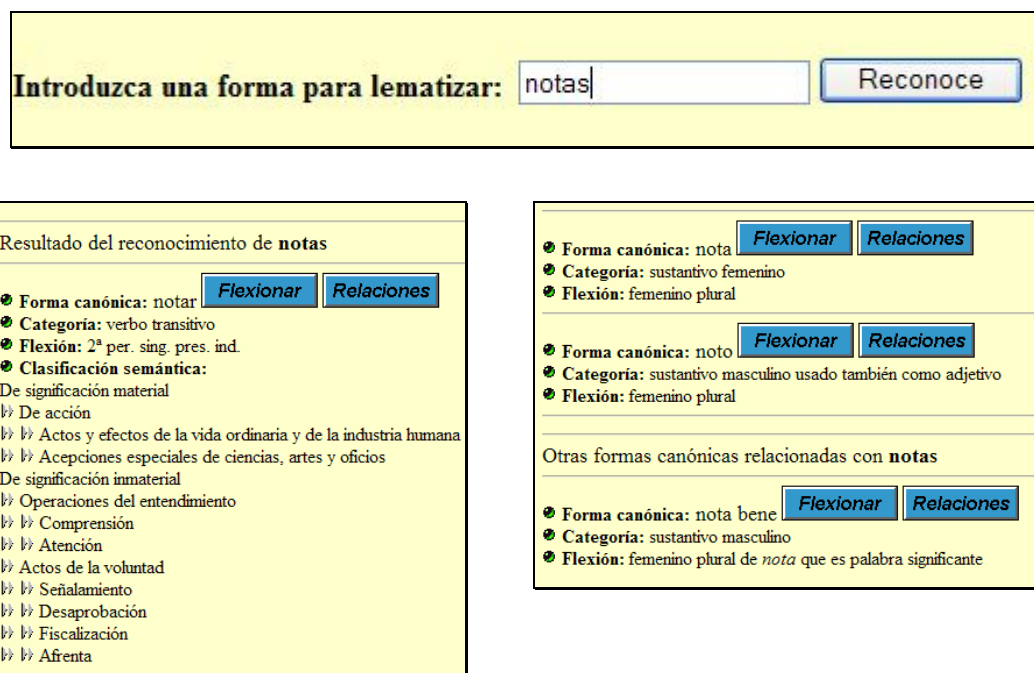 Introduzca una forma para lematizar: notas Reconoce
Resultado del reconocimiento de notas
Forma canónica: notar Flexionar Relaciones
Categoría: verbo transitivo
Flexión: 2ª per. sing. pres. ind.
Clasificación semántica:
De significación material
De acción
Actos y efectos de la vida ordinaria y de la industria humana
Acepciones especiales de ciencias, artes y oficios
De significación inmaterial
Operaciones del entendimiento
Comprensión
Atención
Actos de la voluntad
Señalamiento
Desaprobación
Fiscalización
Afrenta
Forma canónica: nota Flexionar Relaciones
Categoría: sustantivo femenino
Flexión: femenino plural
Forma canónica: noto Flexionar Relaciones
Categoría: sustantivo masculino usado también como adjetivo
Flexión: femenino plural
Otras formas canónicas relacionadas con notas
Forma canónica: nota bene Flexionar Relaciones
Categoría: sustantivo masculino
Flexión: femenino plural de nota que es palabra significante